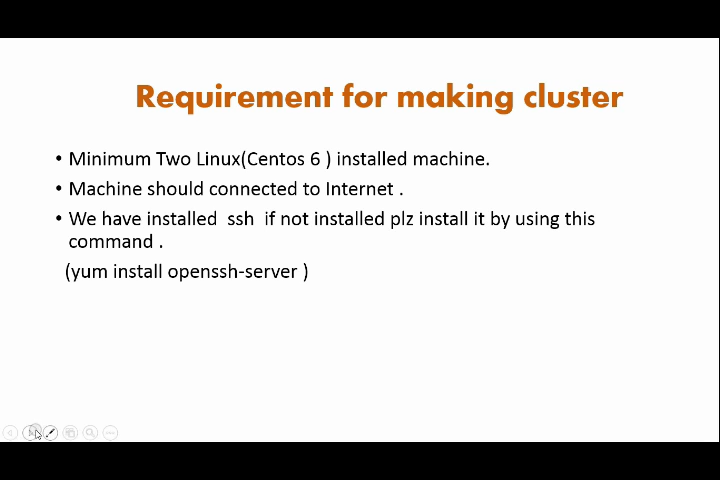 Requirement for making cluster
• Minimum Two Linux(Centos 6 ) installed machine.
• Machine should connected to Internet .
• We have installed ssh if not installed plz install it by using this
command .
(yum install openssh-server )